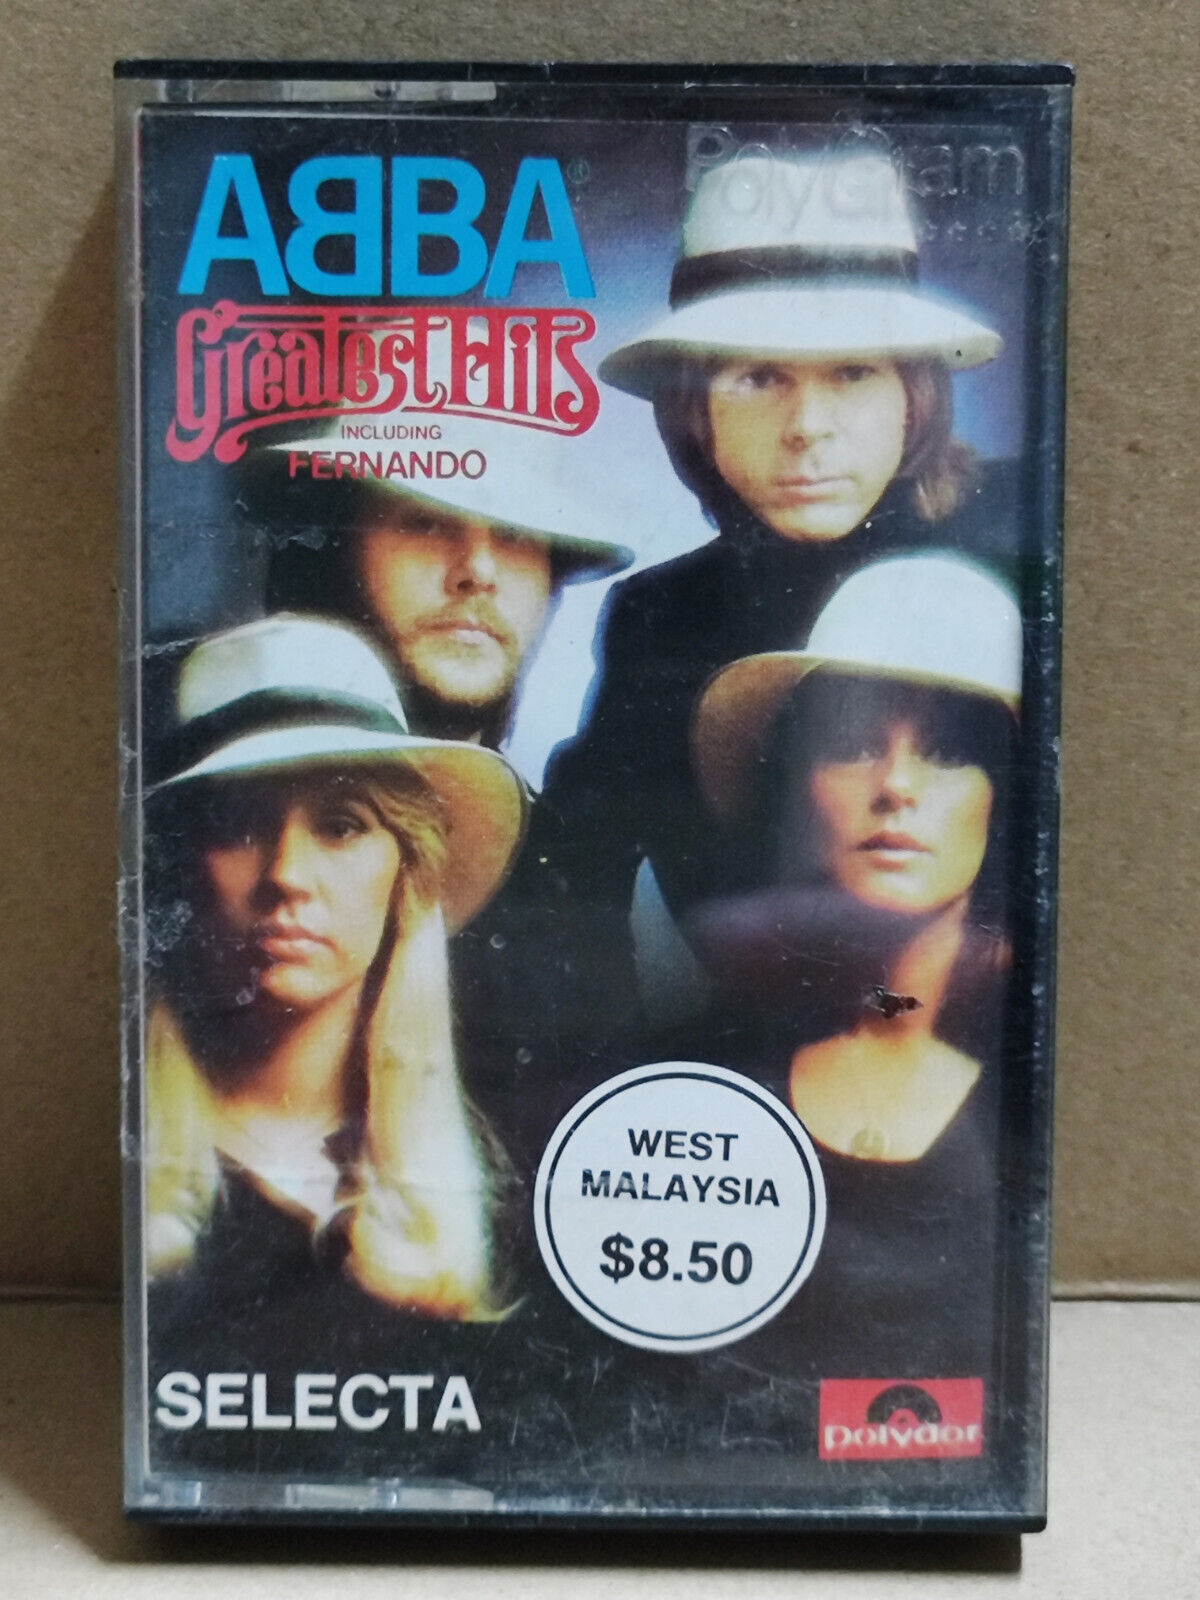 ABBA®
PolyGram
Greatest Hits
INCLUDING
FERNANDO
WEST
MALAYSIA
$8.50
SELECTA
polydor